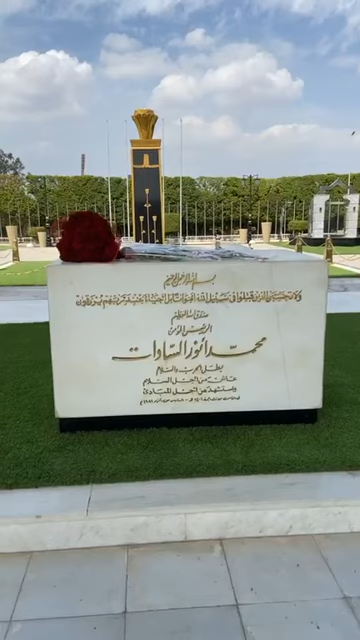 بسم الله الرحمن الرحيم
ولا تحسبن الذين قتلوا في سبيل الله أمواتا بل أحياء عند ربهم يرزقون
صدق الله العظيم
الرئيس المؤمن
محمد أنور السادات
بطل الحرب والسلام
عاش من أجل السلام
واستشهد من أجل المبادئ